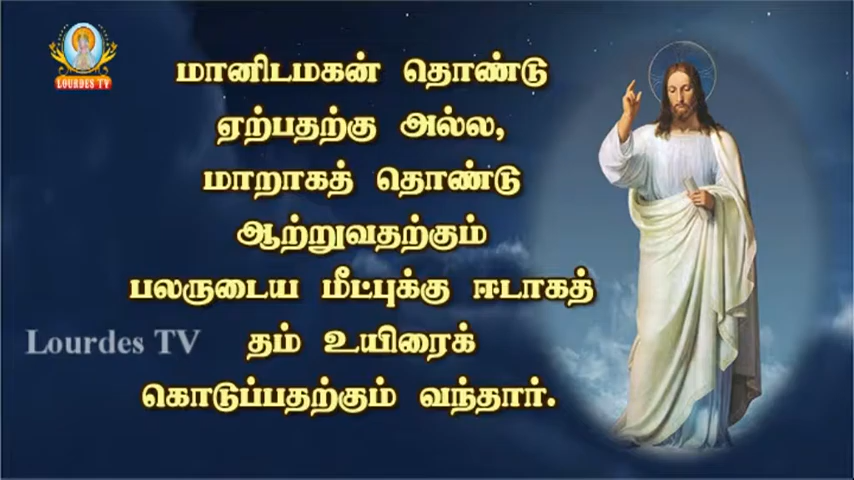 LOURDES TV
மானிடமகன் தொண்டு
ஏற்பதற்கு அல்ல,
மாறாகத் தொண்டு
ஆற்றுவதற்கும்
பலருடைய மீட்புக்கு ஈடாகத்
Lourdes TV
தம் உயிரைக்
கொடுப்பதற்கும் வந்தார்.